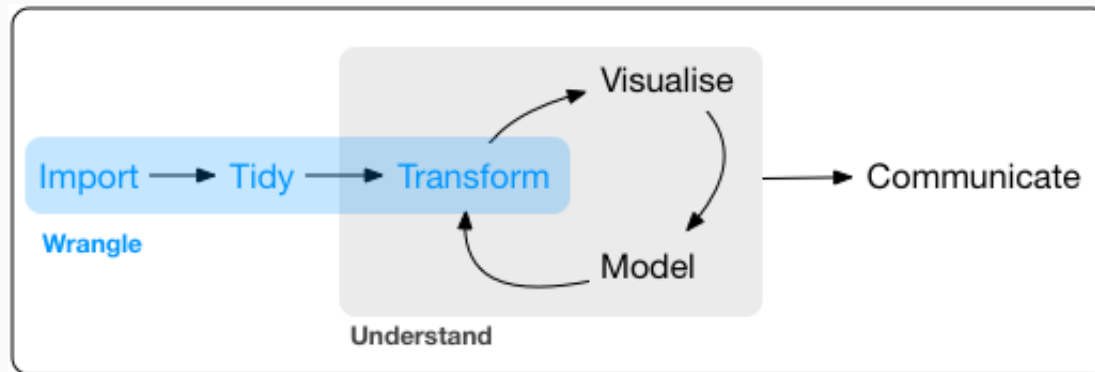 Visualise
Import Tidy Transform Communicate
Wrangle
Model
Understand